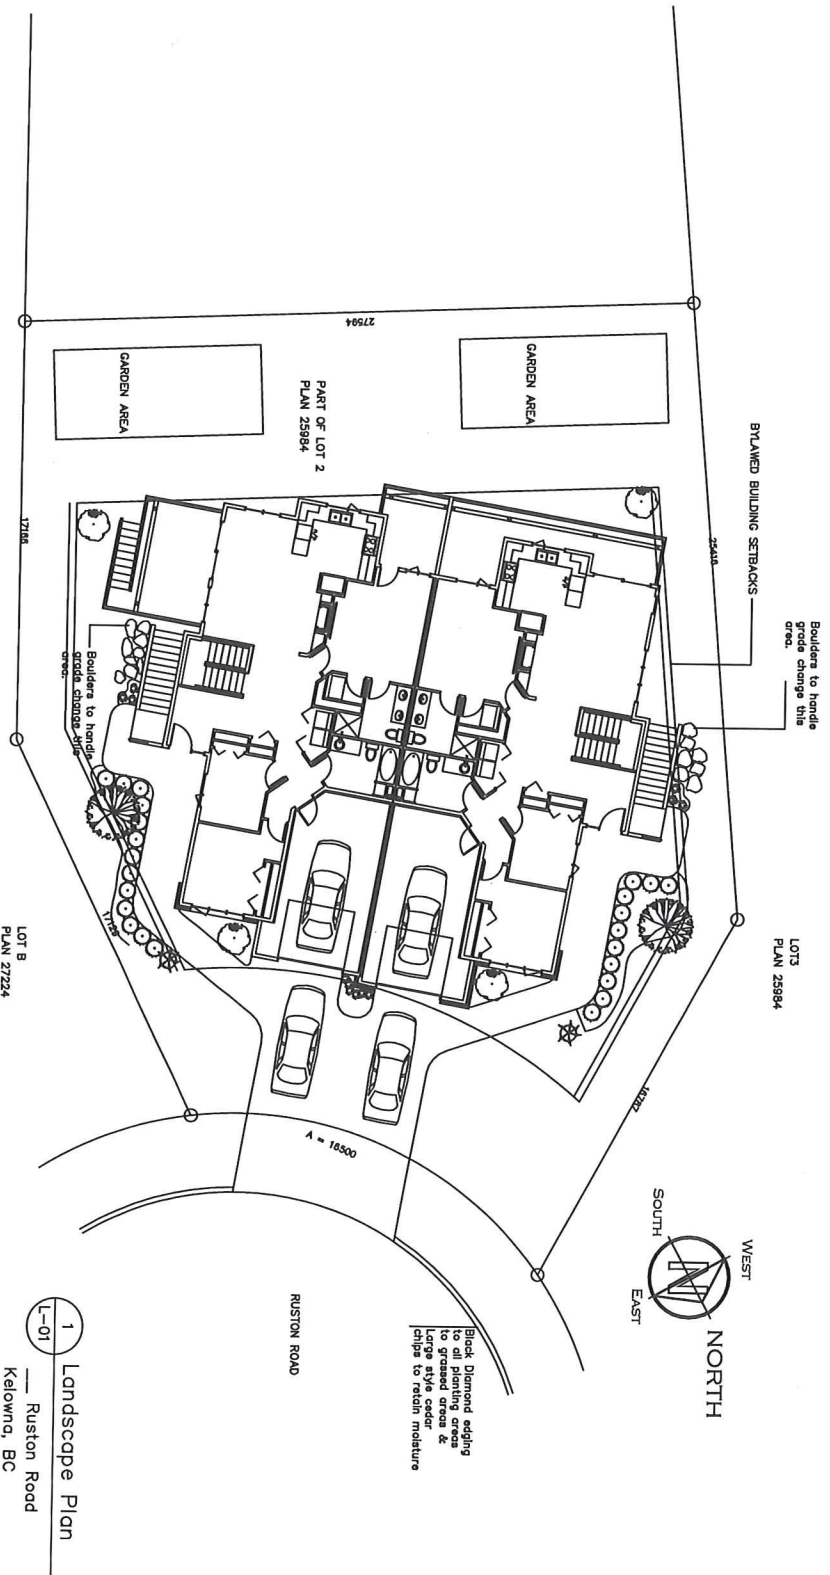 Boulders to handle
grade change this
area.
BYLAWED BUILDING SETBACKS
25416
LOT3
PLAN 25984
16767
WEST
NORTH
SOUTH
EAST
27594
GARDEN AREA
GARDEN AREA
PART OF LOT 2
PLAN 25984
Boulders to handle
grade change this
area.
17166
17129
LOT B
PLAN 27224
A = 18500
RUSTON ROAD
Black Diamond edging
to all planting areas
to grassed areas &
Large style cedar
chips to retain moisture
1
L-01
Landscape Plan
___ Ruston Road
Kelowna, BC